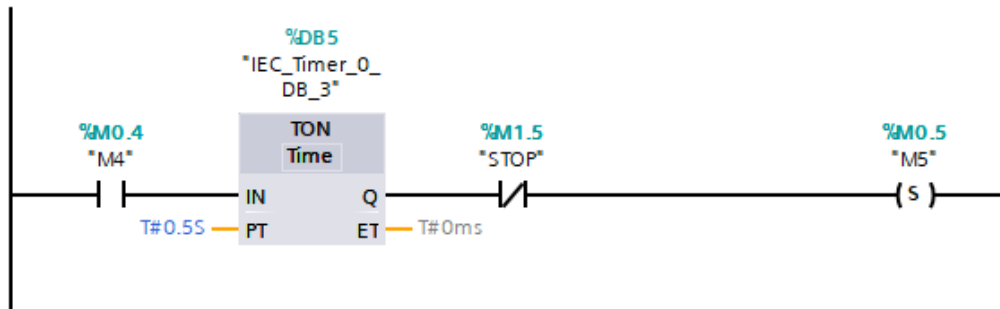 %DB5
"IEC_Timer_0_
DB_3"
%M0.4
"M4"
TON
Time
%M1.5
"STOP"
%M0.5
"M5"
IN
Q
S
T#0.5S
PT
ET
T#0ms